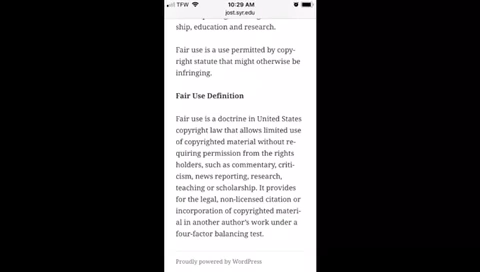 TFW 10:29 AM
jost.syr.edu
ship, education and research.
Fair use is a use permitted by copy-
right statute that might otherwise be
infringing.
Fair Use Definition
Fair use is a doctrine in United States
copyright law that allows limited use
of copyrighted material without re-
quiring permission from the rights
holders, such as commentary, criti-
cism, news reporting, research,
teaching or scholarship. It provides
for the legal, non-licensed citation or
incorporation of copyrighted materi-
al in another author's work under a
four-factor balancing test.
Proudly powered by WordPress